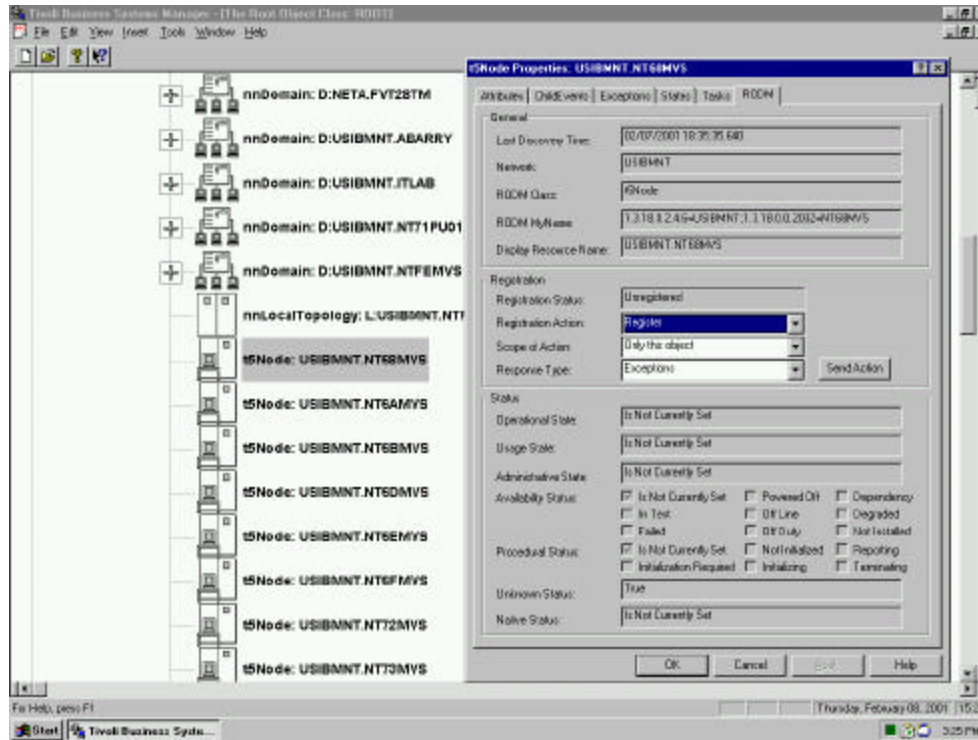 Tivoli Business Systems Manager - [The Root Object Class: ROOT]
File Edit View Insert Tools Window Help
nnDomain: D:NETA.FVT28TM
nnDomain: D:USIBMNT.ABARRY
nnDomain: D:USIBMNT.ITLAB
nnDomain: D:USIBMNT.NT71PU01
nnDomain: D:USIBMNT.NTFEMVS
nnLocalTopology: L:USIBMNT.NTF
t5Node: USIBMNT.NT68MVS
t5Node: USIBMNT.NT6AMVS
t5Node: USIBMNT.NT6BMVS
t5Node: USIBMNT.NT6DMVS
t5Node: USIBMNT.NT6EMVS
t5Node: USIBMNT.NT6FMVS
t5Node: USIBMNT.NT72MVS
t5Node: USIBMNT.NT73MVS
t5Node Properties: USIBMNT.NT68MVS
Attributes ChildEvents Exceptions States Tasks RODM
General
Last Discovery Time: 02/07/2001 18:35:35.640
Network: USIBMNT
RODM Class: t5Node
RODM MyName
Display Resource Name: USIBMNT.NT68MVS
Registration
Registration Status: Unregistered
Registration Action: Register
Scope of Action: Only this object
Response Type: Exceptions Send Action
Status
Operational State: Is Not Currently Set
Usage State: Is Not Currently Set
Administrative State: Is Not Currently Set
Availability Status: Is Not Currently Set Powered Off Dependency
In Test Off Line Degraded
Failed Off Duty Not Installed
Procedural Status: Is Not Currently Set Not Initialized Reporting
Initialization Required Initializing Terminating
Unknown Status: True
Native Status: Is Not Currently Set
OK Cancel Apply Help
For Help, press F1
Thursday, February 08, 2001 15:2
Start Tivoli Business Syste... 3:25 PM